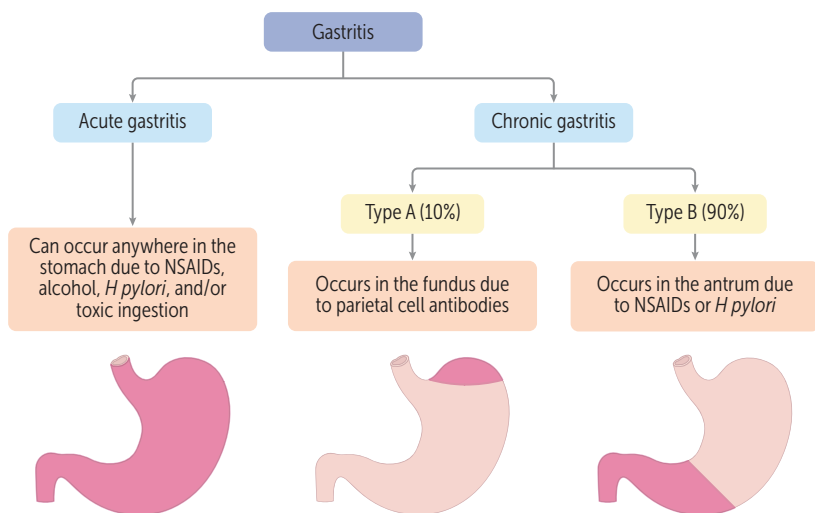 Gastritis
Acute gastritis
Chronic gastritis
Type A (10%)
Type B (90%)
Can occur anywhere in the
stomach due to NSAIDs,
alcohol, H pylori, and/or
toxic ingestion
Occurs in the fundus due
to parietal cell antibodies
Occurs in the antrum due
to NSAIDs or H pylori